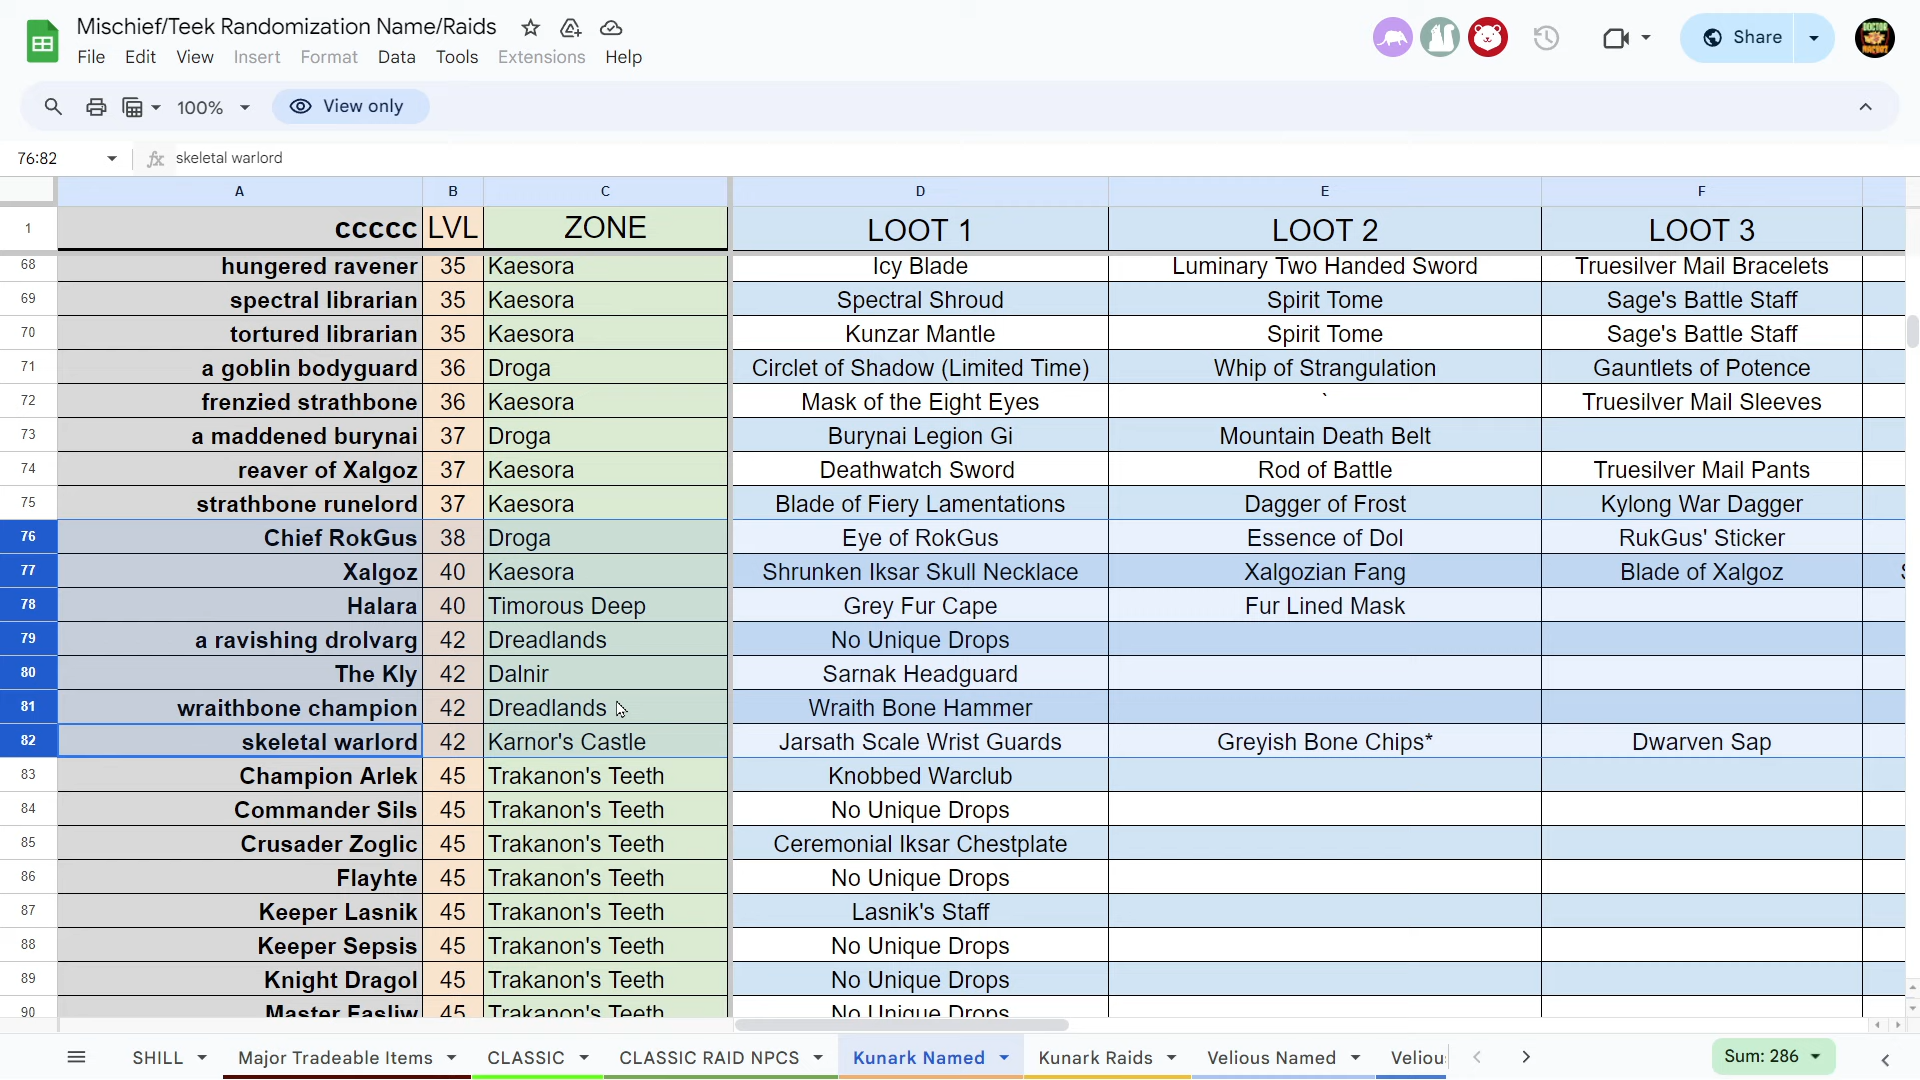 Mischief/Teek Randomization Name/Raids
File Edit View Insert Format Data Tools Extensions Help
Share
100% View only
76:82 fx skeletal warlord
A B C D E F
1 ccccc LVL ZONE LOOT 1 LOOT 2 LOOT 3
68 hungered ravener 35 Kaesora Icy Blade Luminary Two Handed Sword Truesilver Mail Bracelets
69 spectral librarian 35 Kaesora Spectral Shroud Spirit Tome Sage's Battle Staff
70 tortured librarian 35 Kaesora Kunzar Mantle Spirit Tome Sage's Battle Staff
71 a goblin bodyguard 36 Droga Circlet of Shadow (Limited Time) Whip of Strangulation Gauntlets of Potence
72 frenzied strathbone 36 Kaesora Mask of the Eight Eyes ` Truesilver Mail Sleeves
73 a maddened burynai 37 Droga Burynai Legion Gi Mountain Death Belt
74 reaver of Xalgoz 37 Kaesora Deathwatch Sword Rod of Battle Truesilver Mail Pants
75 strathbone runelord 37 Kaesora Blade of Fiery Lamentations Dagger of Frost Kylong War Dagger
76 Chief RokGus 38 Droga Eye of RokGus Essence of Dol RukGus' Sticker
77 Xalgoz 40 Kaesora Shrunken Iksar Skull Necklace Xalgozian Fang Blade of Xalgoz
78 Halara 40 Timorous Deep Grey Fur Cape Fur Lined Mask
79 a ravishing drolvarg 42 Dreadlands No Unique Drops
80 The Kly 42 Dalnir Sarnak Headguard
81 wraithbone champion 42 Dreadlands Wraith Bone Hammer
82 skeletal warlord 42 Karnor's Castle Jarsath Scale Wrist Guards Greyish Bone Chips* Dwarven Sap
83 Champion Arlek 45 Trakanon's Teeth Knobbed Warclub
84 Commander Sils 45 Trakanon's Teeth No Unique Drops
85 Crusader Zoglic 45 Trakanon's Teeth Ceremonial Iksar Chestplate
86 Flayhte 45 Trakanon's Teeth No Unique Drops
87 Keeper Lasnik 45 Trakanon's Teeth Lasnik's Staff
88 Keeper Sepsis 45 Trakanon's Teeth No Unique Drops
89 Knight Dragol 45 Trakanon's Teeth No Unique Drops
90 Master Fasliw 45 Trakanon's Teeth No Unique Drops
SHILL Major Tradeable Items CLASSIC CLASSIC RAID NPCS Kunark Named Kunark Raids Velious Named Veliou Sum: 286